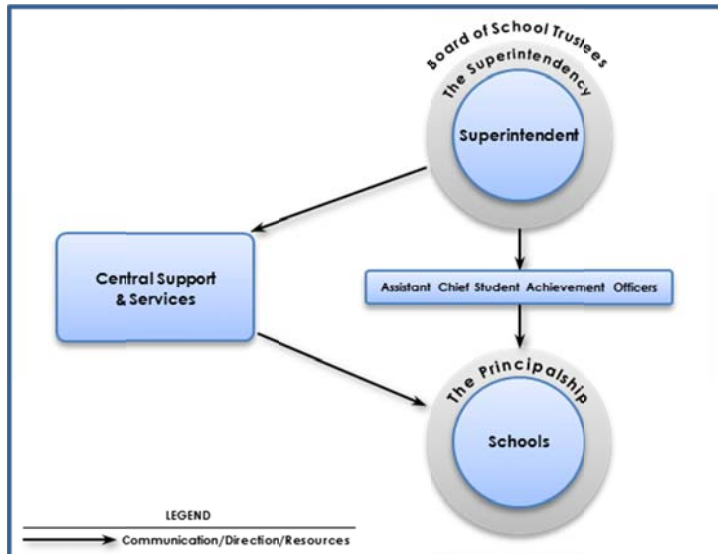 Board of School Trustees
The Superintendency
Superintendent
Central Support
& Services
Assistant Chief Student Achievement Officers
The Principalship
Schools
LEGEND
Communication/Direction/Resources